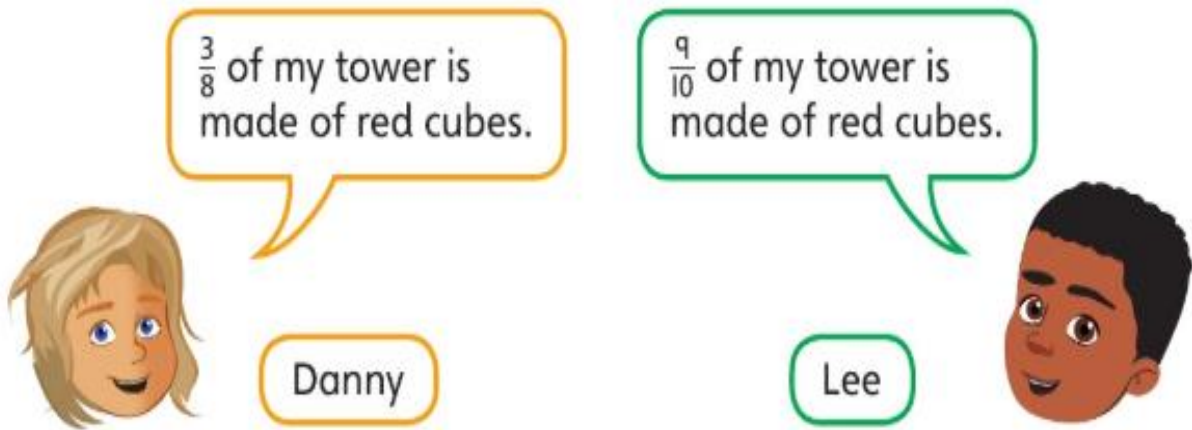 3/8 of my tower is
made of red cubes.
9/10 of my tower is
made of red cubes.
Danny
Lee